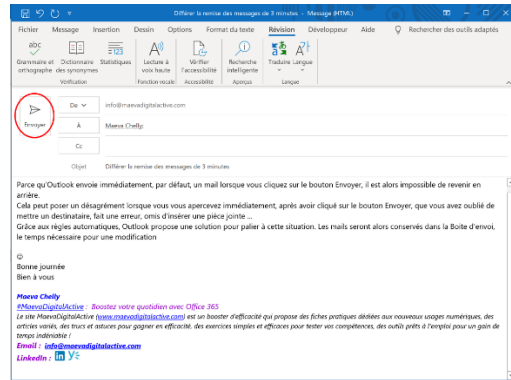 Différer la remise des messages de 3 minutes - Message (HTML)
Fichier Message Insertion Dessin Options Format du texte Révision Développeur Aide Rechercher des outils adaptés
abc 123 A
Grammaire et orthographe Dictionnaire des synonymes Statistiques Lecture à voix haute Vérifier l'accessibilité Recherche intelligente Traduire Langue
Vérification Fonction vocale Accessibilité Aperçus Langue
Envoyer
De info@maevadigitalactive.com
À Maeva Chelly;
Cc
Objet Différer la remise des messages de 3 minutes
Parce qu'Outlook envoie immédiatement, par défaut, un mail lorsque vous cliquez sur le bouton Envoyer, il est alors impossible de revenir en
arrière.
Cela peut poser un désagrément lorsque vous vous apercevez immédiatement, après avoir cliqué sur le bouton Envoyer, que vous avez oublié de
mettre un destinataire, fait une erreur, omis d'insérer une pièce jointe ...
Grâce aux règles automatiques, Outlook propose une solution pour palier à cette situation. Les mails seront alors conservés dans la Boite d'envoi,
le temps nécessaire pour une modification
Bonne journée
Bien à vous
Maeva Chelly
#MaevaDigitalActive : Boostez votre quotidien avec Office 365
Le site MaevaDigitalActive (www.maevadigitalactive.com) est un booster d'efficacité qui propose des fiches pratiques dédiées aux nouveaux usages numériques, des
articles variés, des trucs et astuces pour gagner en efficacité, des exercices simples et efficaces pour tester vos compétences, des outils prêts à l'emploi pour un gain de
temps indéniable !
Email : info@maevadigitalactive.com
LinkedIn : in